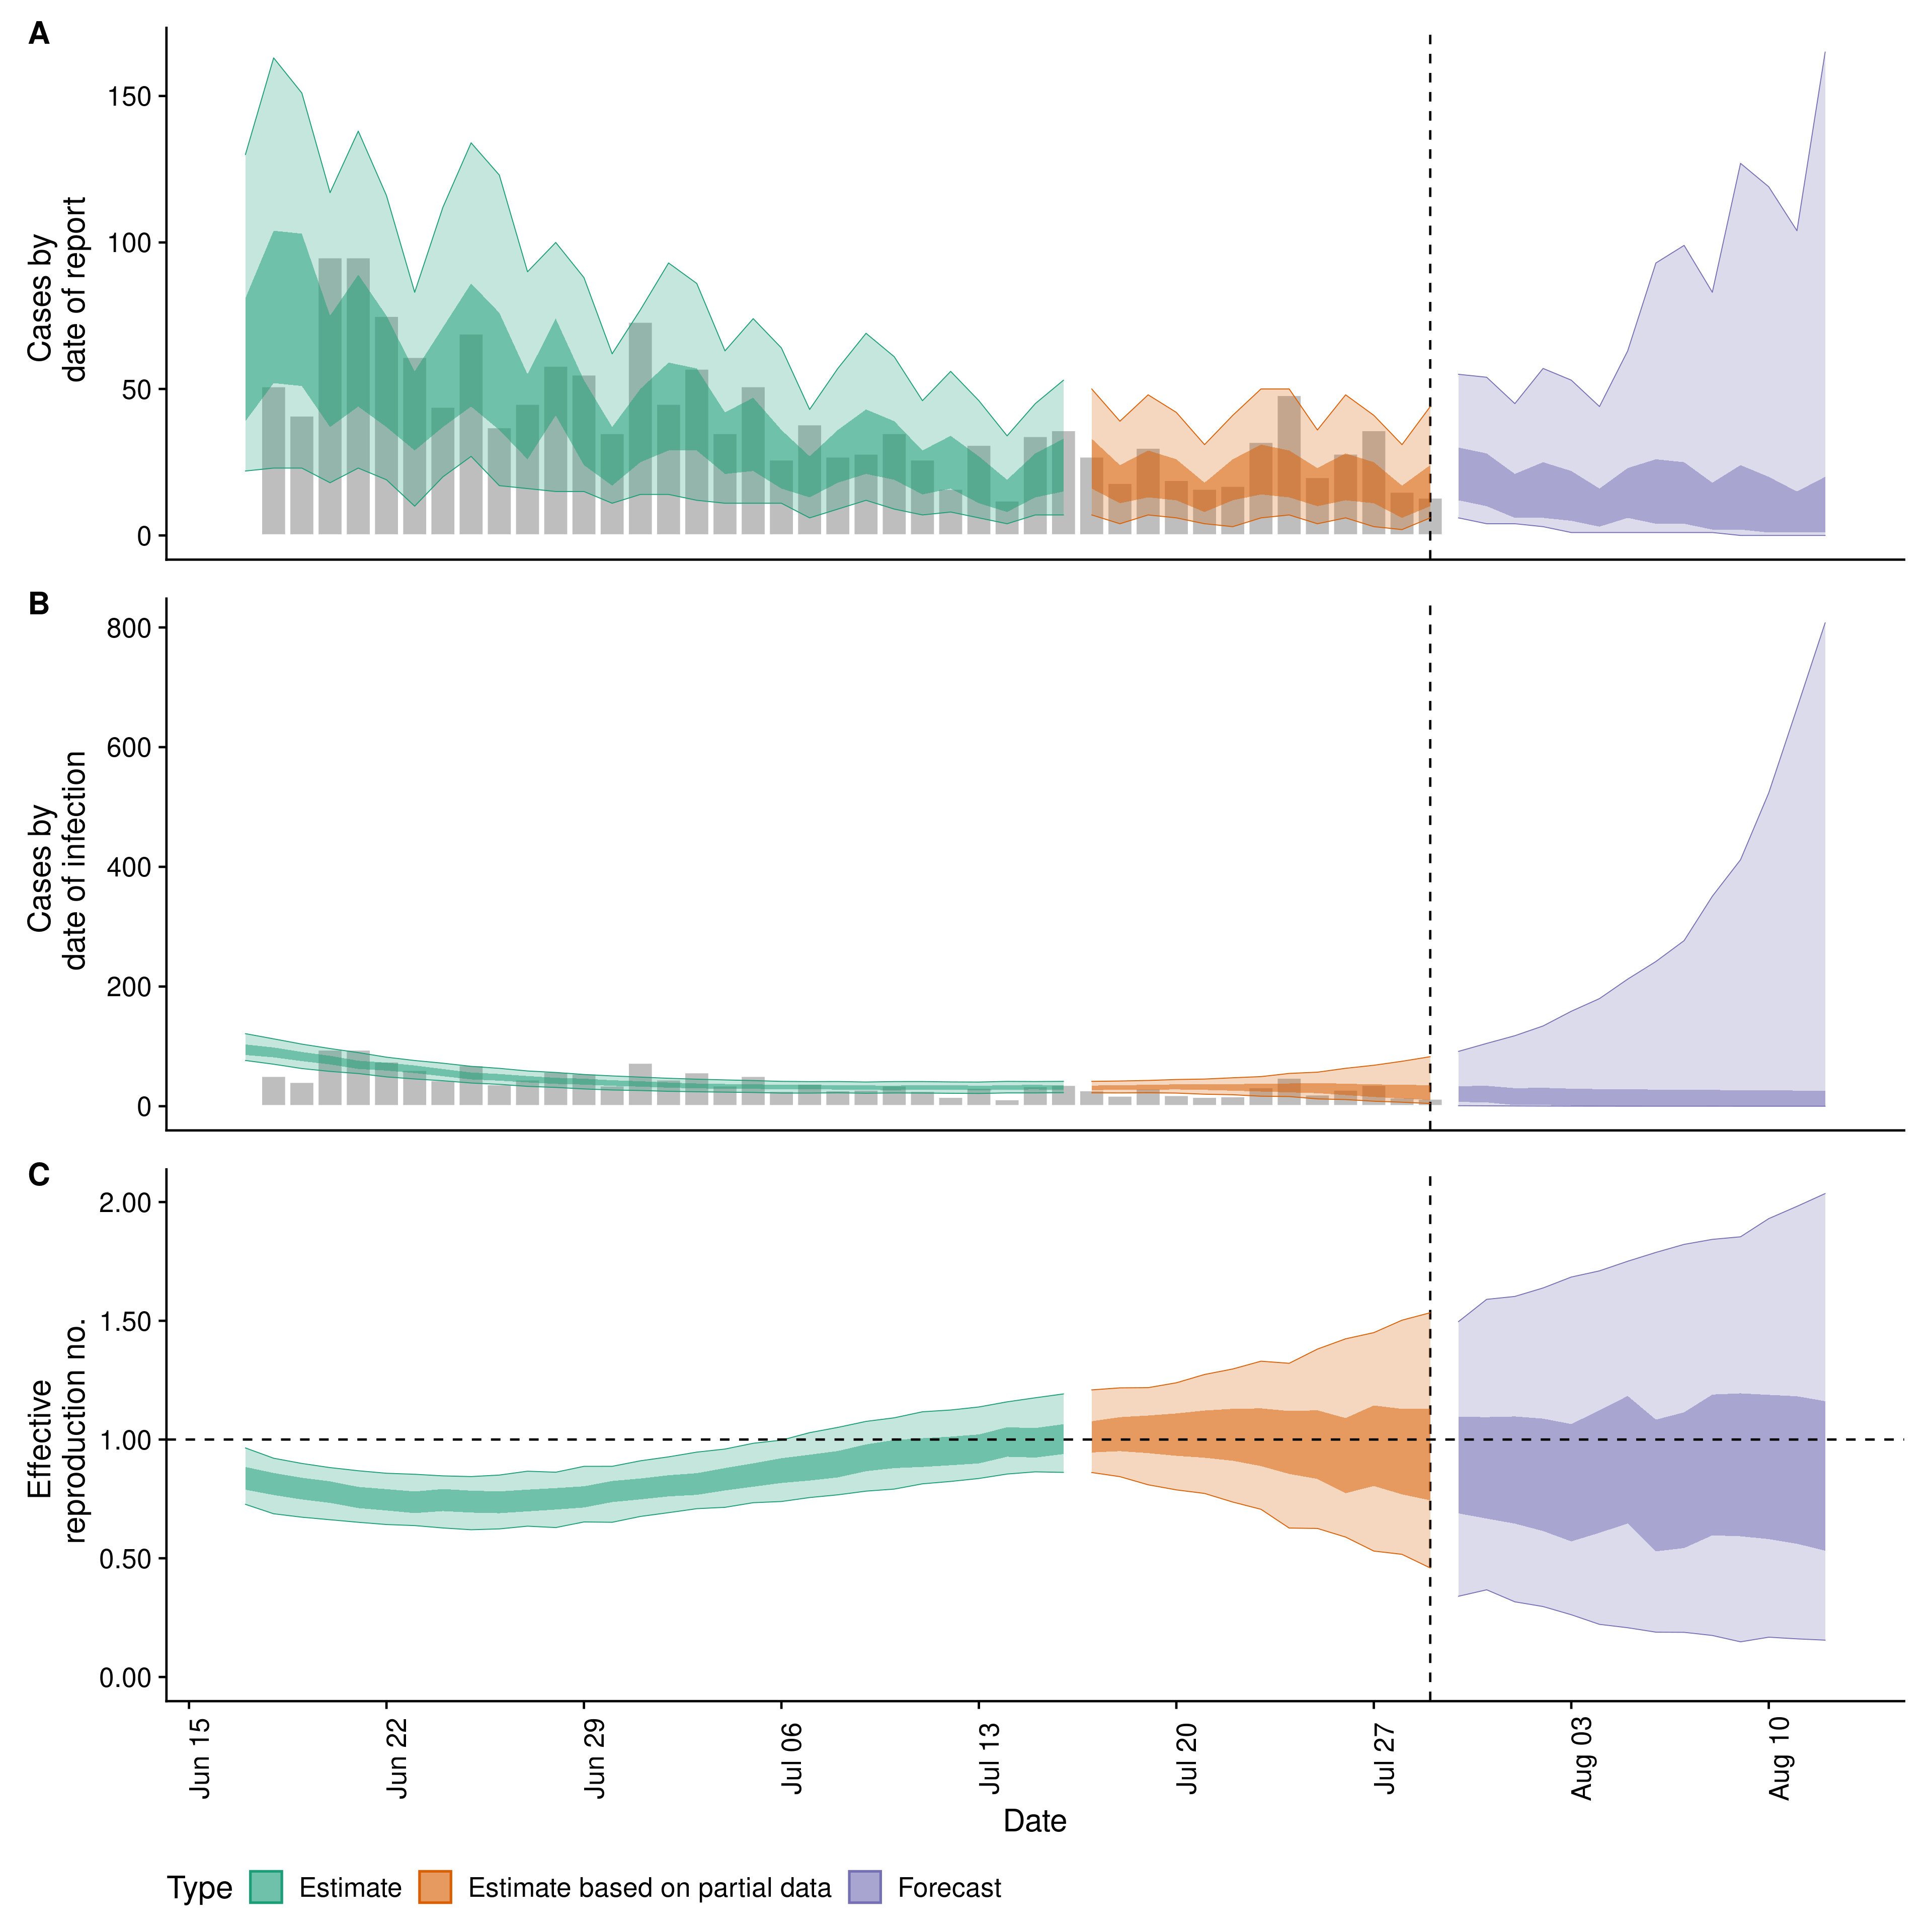 A
150
100
50
0
Cases by
date of report
B
800
600
400
200
0
Cases by
date of infection
C
2.00
1.50
1.00
0.50
0.00
Effective
reproduction no.
Jun 15
Jun 22
Jun 29
Jul 06
Jul 13
Jul 20
Jul 27
Aug 03
Aug 10
Date
Type Estimate Estimate based on partial data Forecast